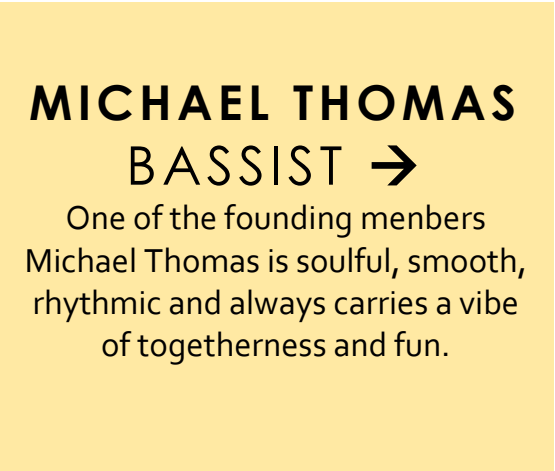 MICHAEL THOMAS
BASSIST →
One of the founding menbers
Michael Thomas is soulful, smooth,
rhythmic and always carries a vibe
of togetherness and fun.